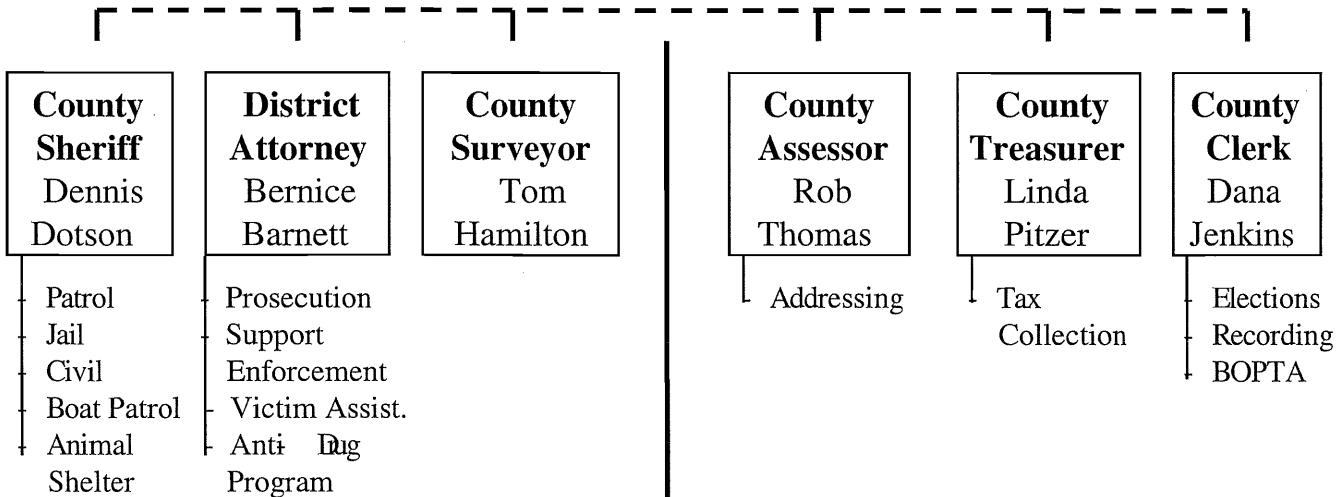 County
Sheriff
Dennis
Dotson
Patrol
Jail
Civil
Boat Patrol
Animal
Shelter
District
Attorney
Bernice
Barnett
Prosecution
Support
Enforcement
Victim Assist.
Anti- Drug
Program
County
Surveyor
Tom
Hamilton
County
Assessor
Rob
Thomas
Addressing
County
Treasurer
Linda
Pitzer
Tax
Collection
County
Clerk
Dana
Jenkins
Elections
Recording
BOPTA